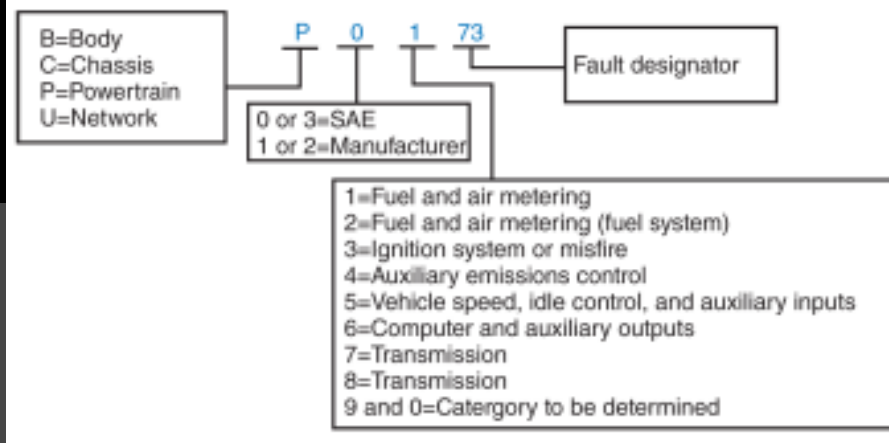 P 0 1 73
B=Body
C=Chassis
P=Powertrain
U=Network
Fault designator
0 or 3=SAE
1 or 2=Manufacturer
1=Fuel and air metering
2=Fuel and air metering (fuel system)
3=Ignition system or misfire
4=Auxiliary emissions control
5=Vehicle speed, idle control, and auxiliary inputs
6=Computer and auxiliary outputs
7=Transmission
8=Transmission
9 and 0=Catergory to be determined